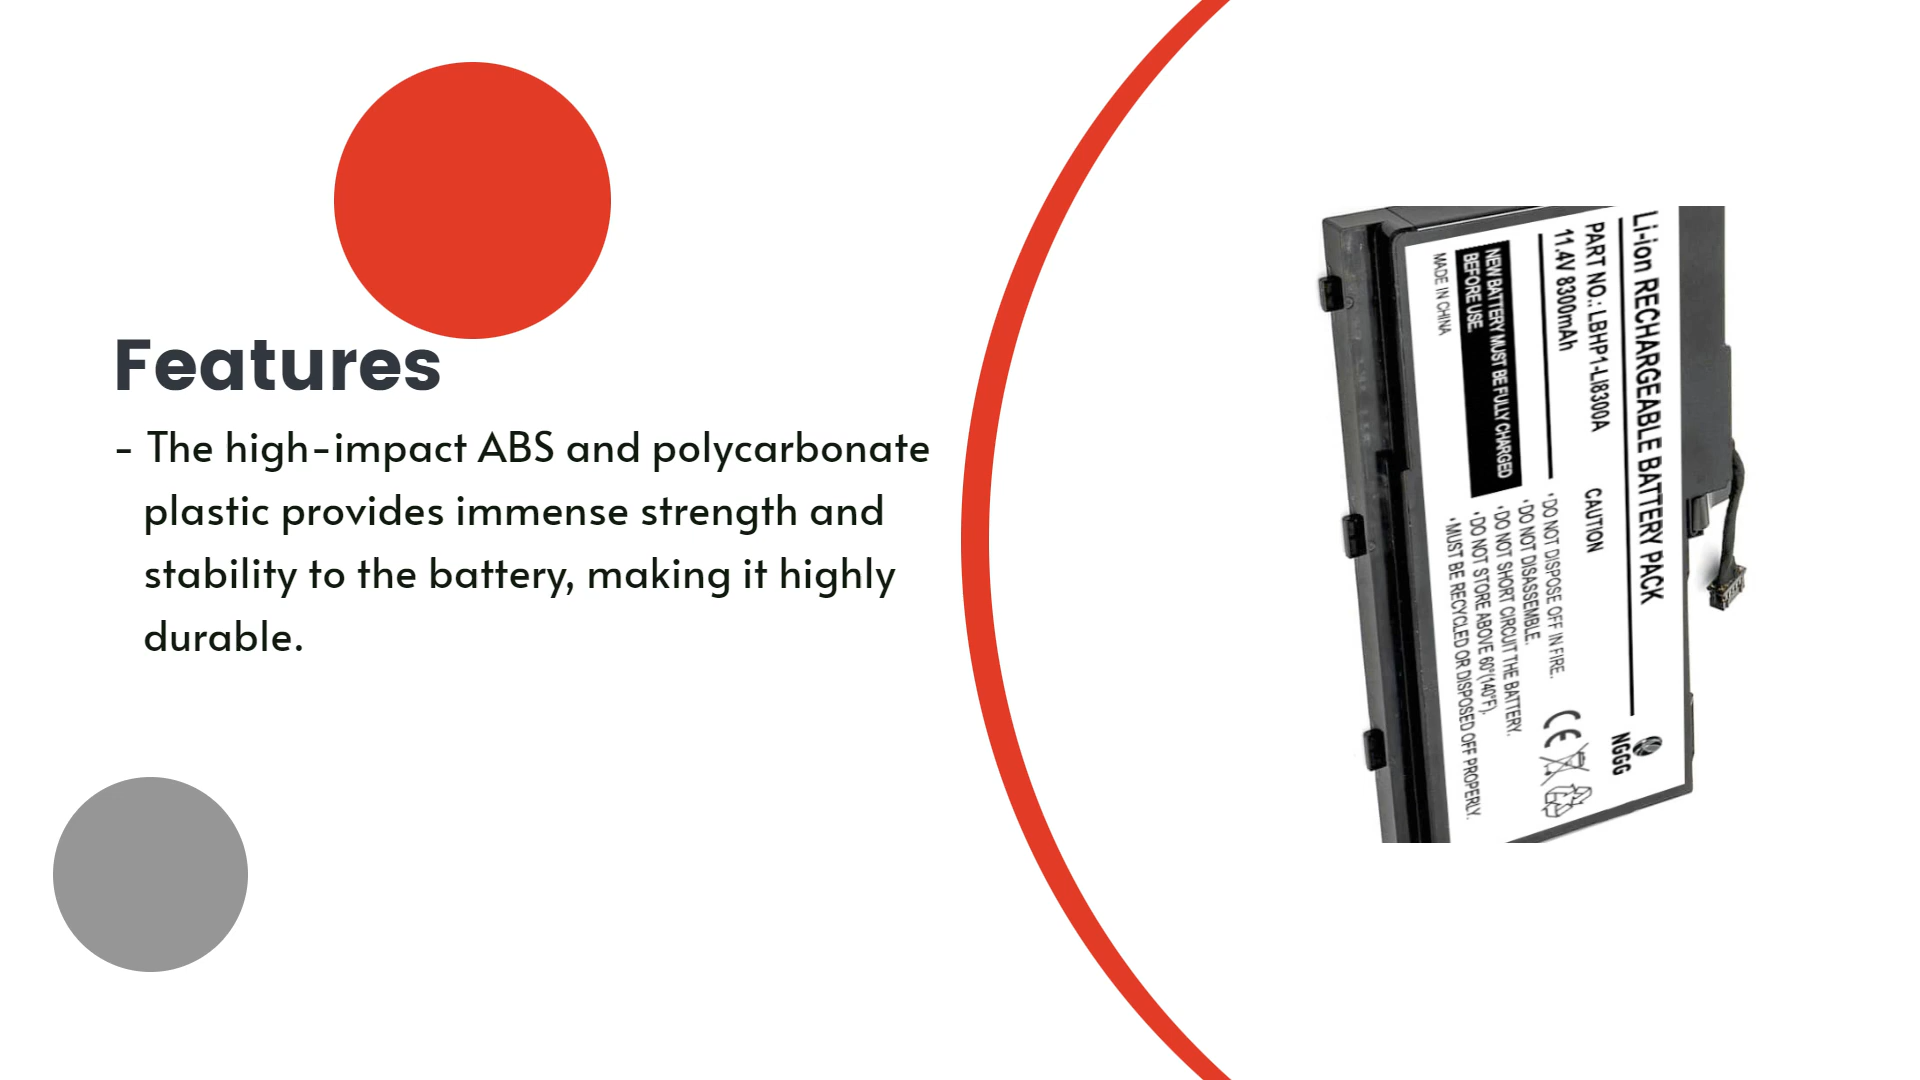 Features
- The high-impact ABS and polycarbonate
plastic provides immense strength and
stability to the battery, making it highly
durable.
Li-ion RECHARGEABLE BATTERY PACK
PART NO.: LBHP1-LI8300A
11.4V 8300mAh
NEW BATTERY MUST BE FULLY CHARGED
BEFORE USE.
MADE IN CHINA
CAUTION
•DO NOT DISPOSE OFF IN FIRE.
•DO NOT DISASSEMBLE.
•DO NOT SHORT CIRCUIT THE BATTERY.
•DO NOT STORE ABOVE 60°(140°F).
•MUST BE RECYCLED OR DISPOSED OFF PROPERLY.
NGGG
CE